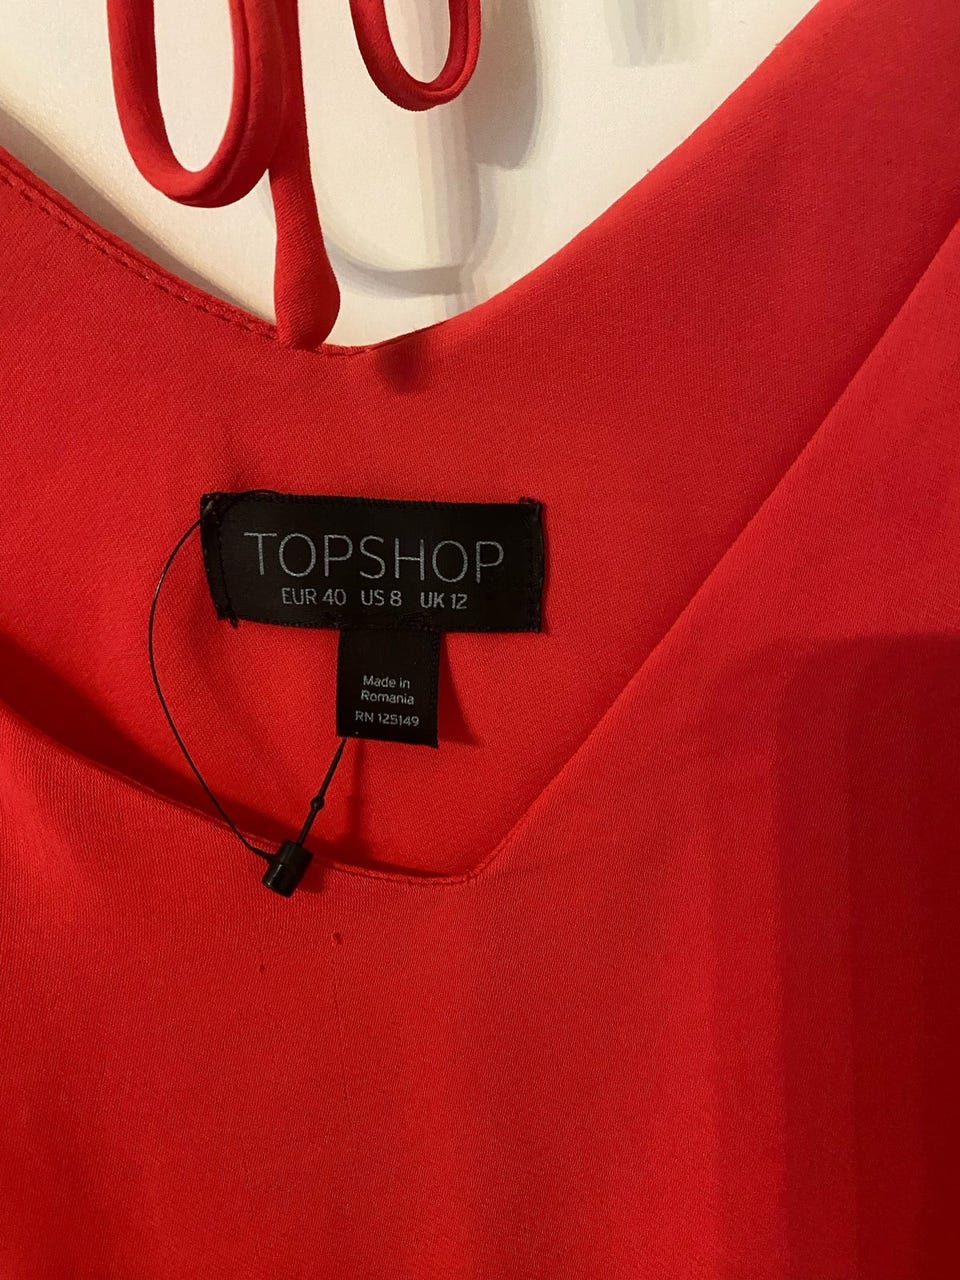 TOPSHOP
EUR 40 US 8 UK 12
Made in
Romania
RN 125149